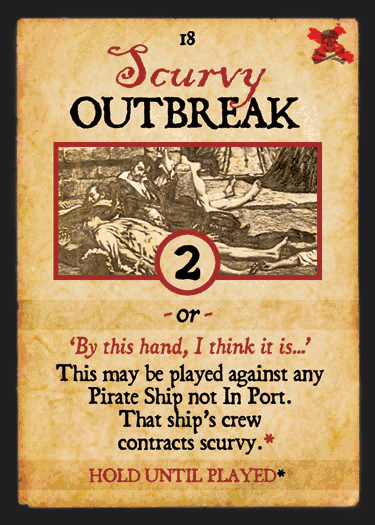 18
Scurvy
OUTBREAK
2
- or -
'By this hand, I think it is...'
This may be played against any
Pirate Ship not In Port.
That ship's crew
contracts scurvy.*
HOLD UNTIL PLAYED*